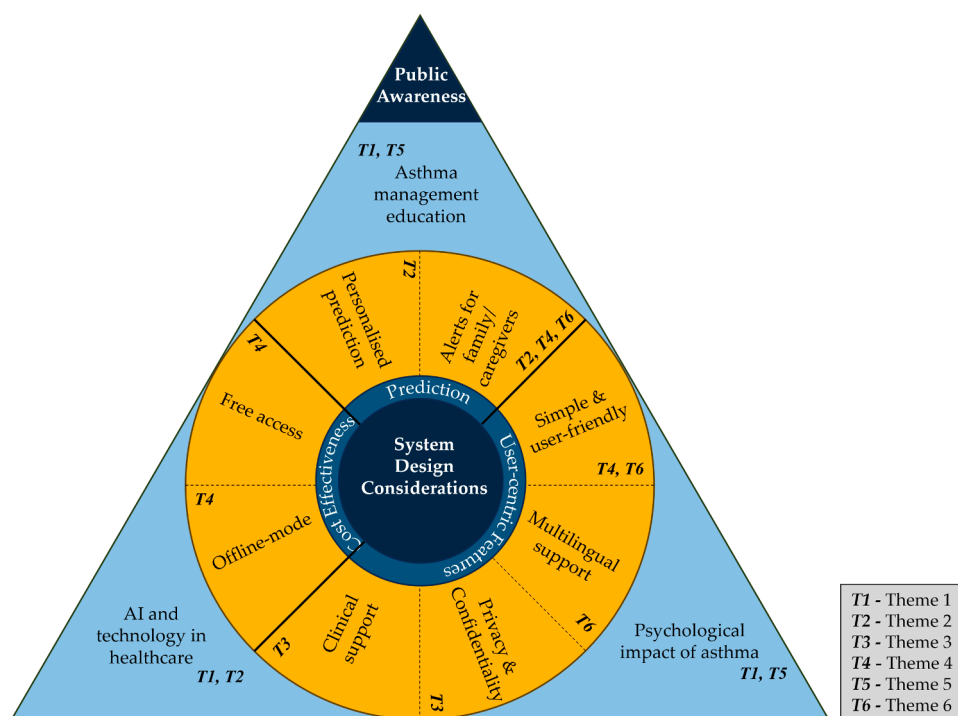 Public
Awareness
T1, T5
Asthma
management
education
T2
Personalised
prediction
Alerts for
family/
caregivers
T2, T4, T6
T4
Free access
Simple &
user-friendly
T4, T6
Prediction
Cost Effectiveness
User-centric Features
System
Design
Considerations
T4
Offline-mode
Multilingual
support
T6
T3
Clinical
support
Privacy &
Confidentiality
T3
AI and
technology in
healthcare
T1, T2
Psychological
impact of asthma
T1, T5
T1 - Theme 1
T2 - Theme 2
T3 - Theme 3
T4 - Theme 4
T5 - Theme 5
T6 - Theme 6